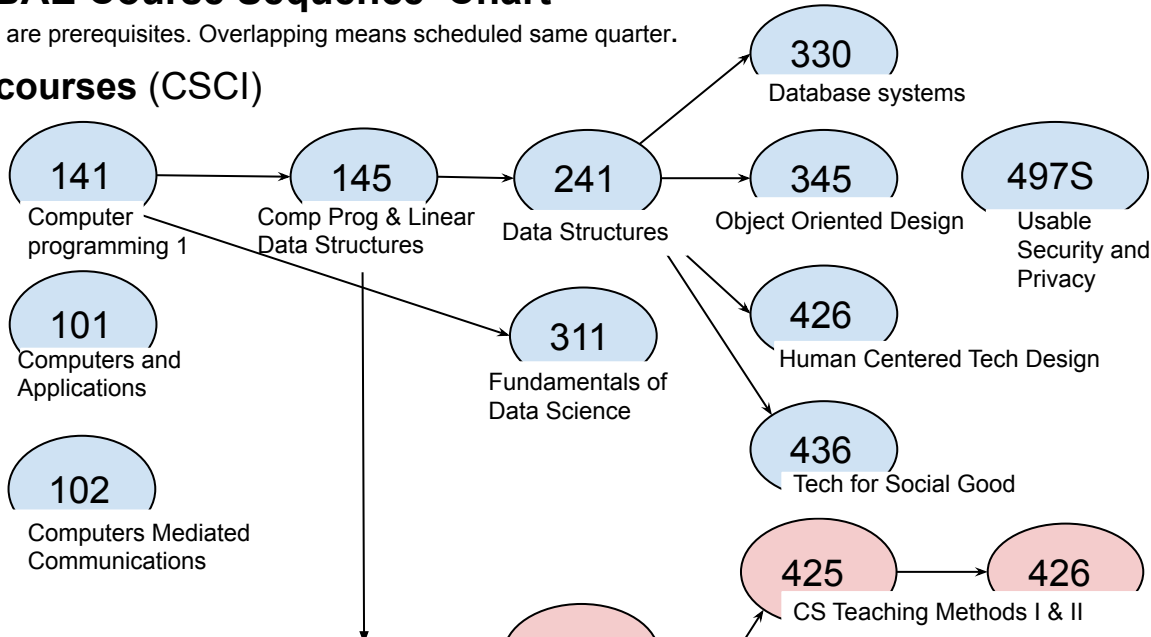 Course Sequence Chart
are prerequisites. Overlapping means scheduled same quarter.
courses (CSCI)
330
Database systems
141
Computer
programming 1
145
Comp Prog & Linear
Data Structures
241
Data Structures
345
Object Oriented Design
497S
Usable
Security and
Privacy
101
Computers and
Applications
311
Fundamentals of
Data Science
426
Human Centered Tech Design
102
Computers Mediated
Communications
436
Tech for Social Good
425
426
CS Teaching Methods I & II